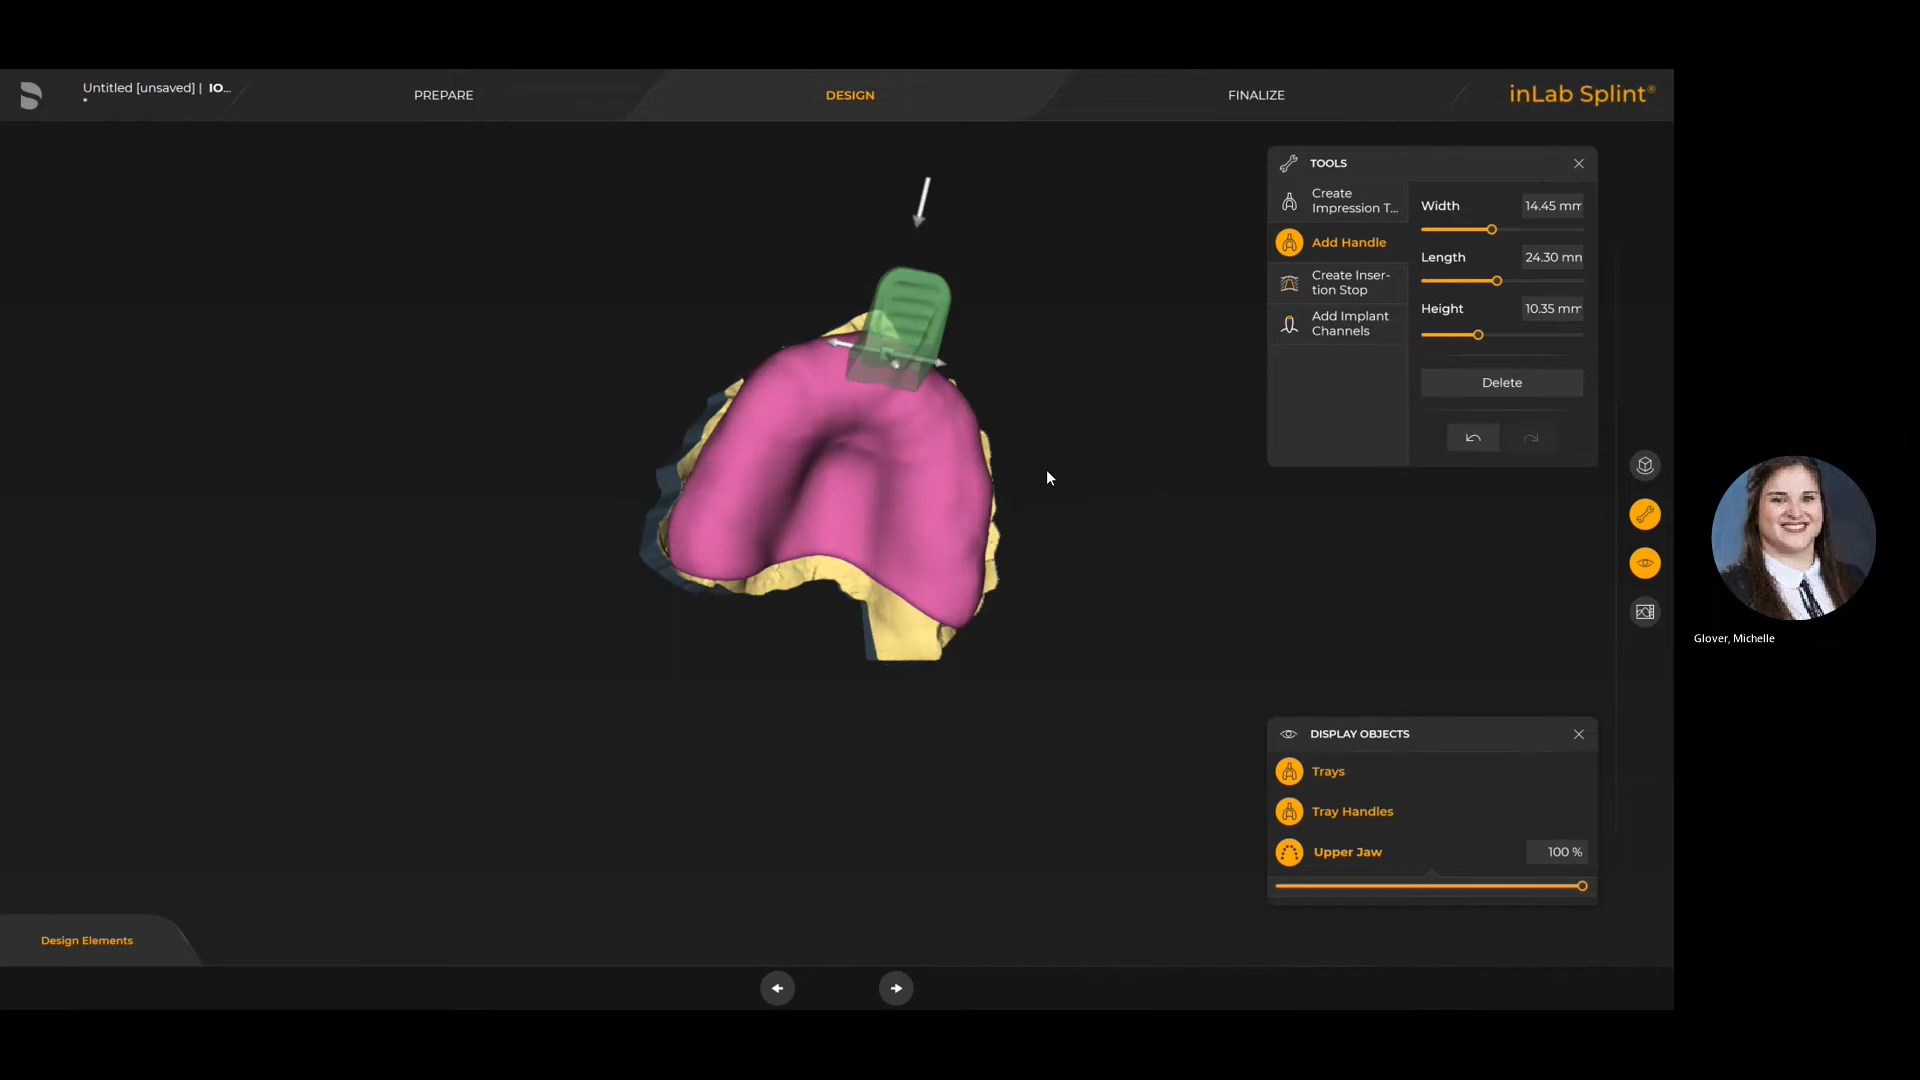 Untitled [unsaved] | IO...
*
PREPARE
DESIGN
FINALIZE
inLab Splint®
TOOLS
Create
Impression T...
Add Handle
Create Inser-
tion Stop
Add Implant
Channels
Width
14.45 mm
Length
24.30 mn
Height
10.35 mm
Delete
Glover, Michelle
DISPLAY OBJECTS
Trays
Tray Handles
Upper Jaw
100 %
Design Elements